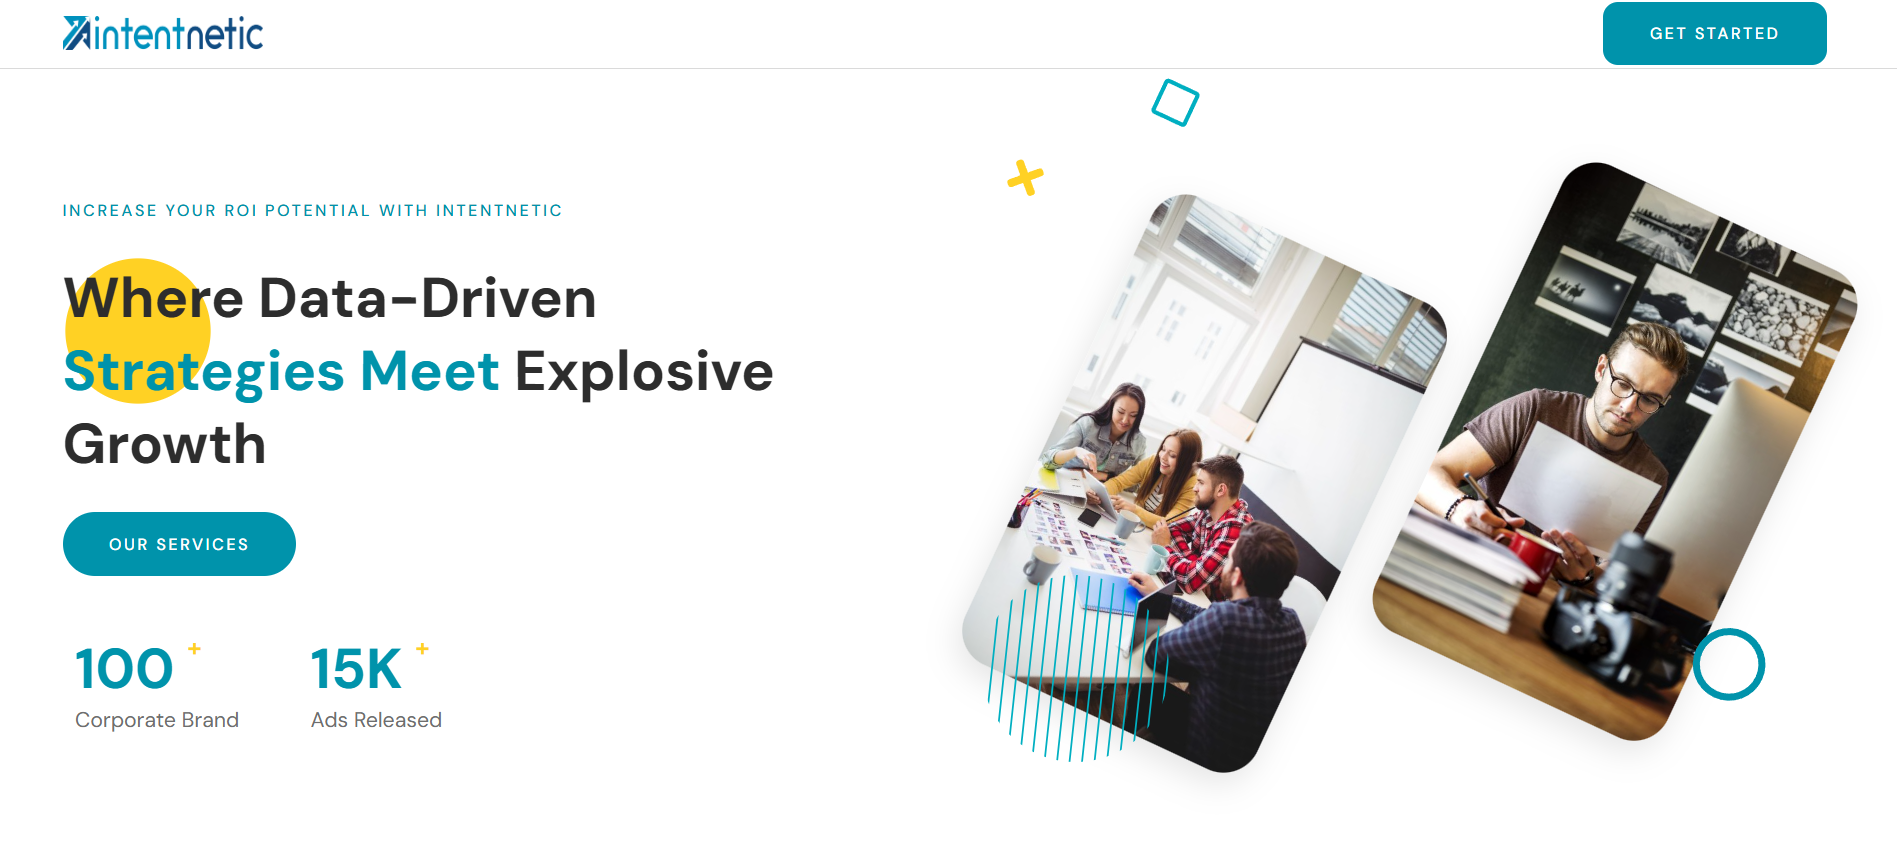 intentnetic
GET STARTED
INCREASE YOUR ROI POTENTIAL WITH INTENTNETIC
Where Data-Driven
Strategies Meet Explosive
Growth
OUR SERVICES
100 +
15K +
Corporate Brand
Ads Released